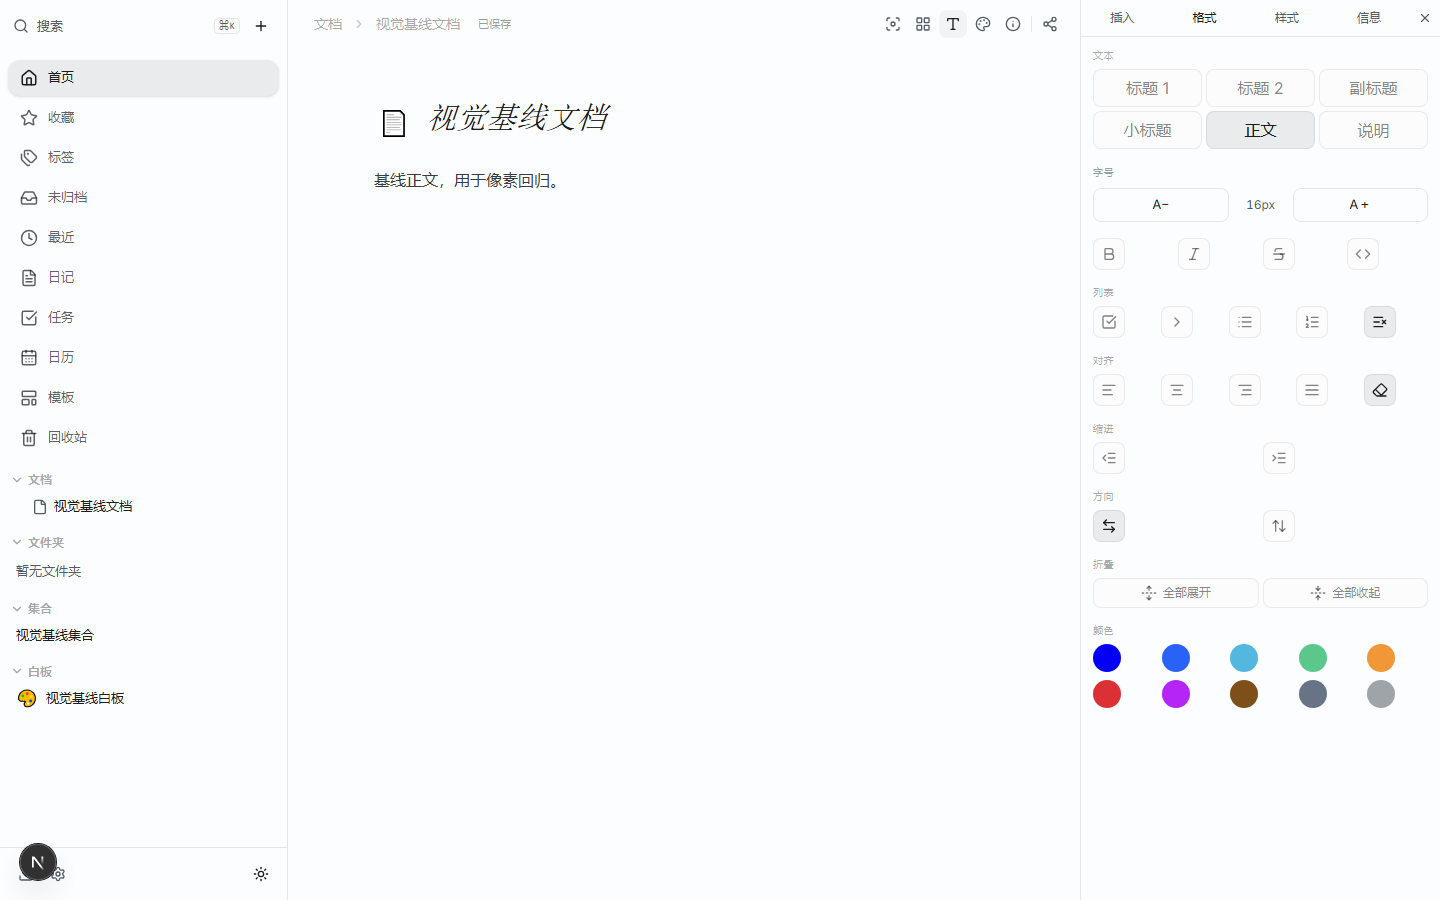 搜索
⌘K
首页
收藏
标签
未归档
最近
日记
任务
日历
模板
回收站
文档
视觉基线文档
文件夹
暂无文件夹
集合
视觉基线集合
白板
视觉基线白板
N
文档 视觉基线文档 已保存
视觉基线文档
基线正文，用于像素回归。
插入 格式 样式 信息
文本
标题 1 标题 2 副标题
小标题 正文 说明
字号
A− 16px A+
列表
对齐
缩进
方向
折叠
全部展开 全部收起
颜色